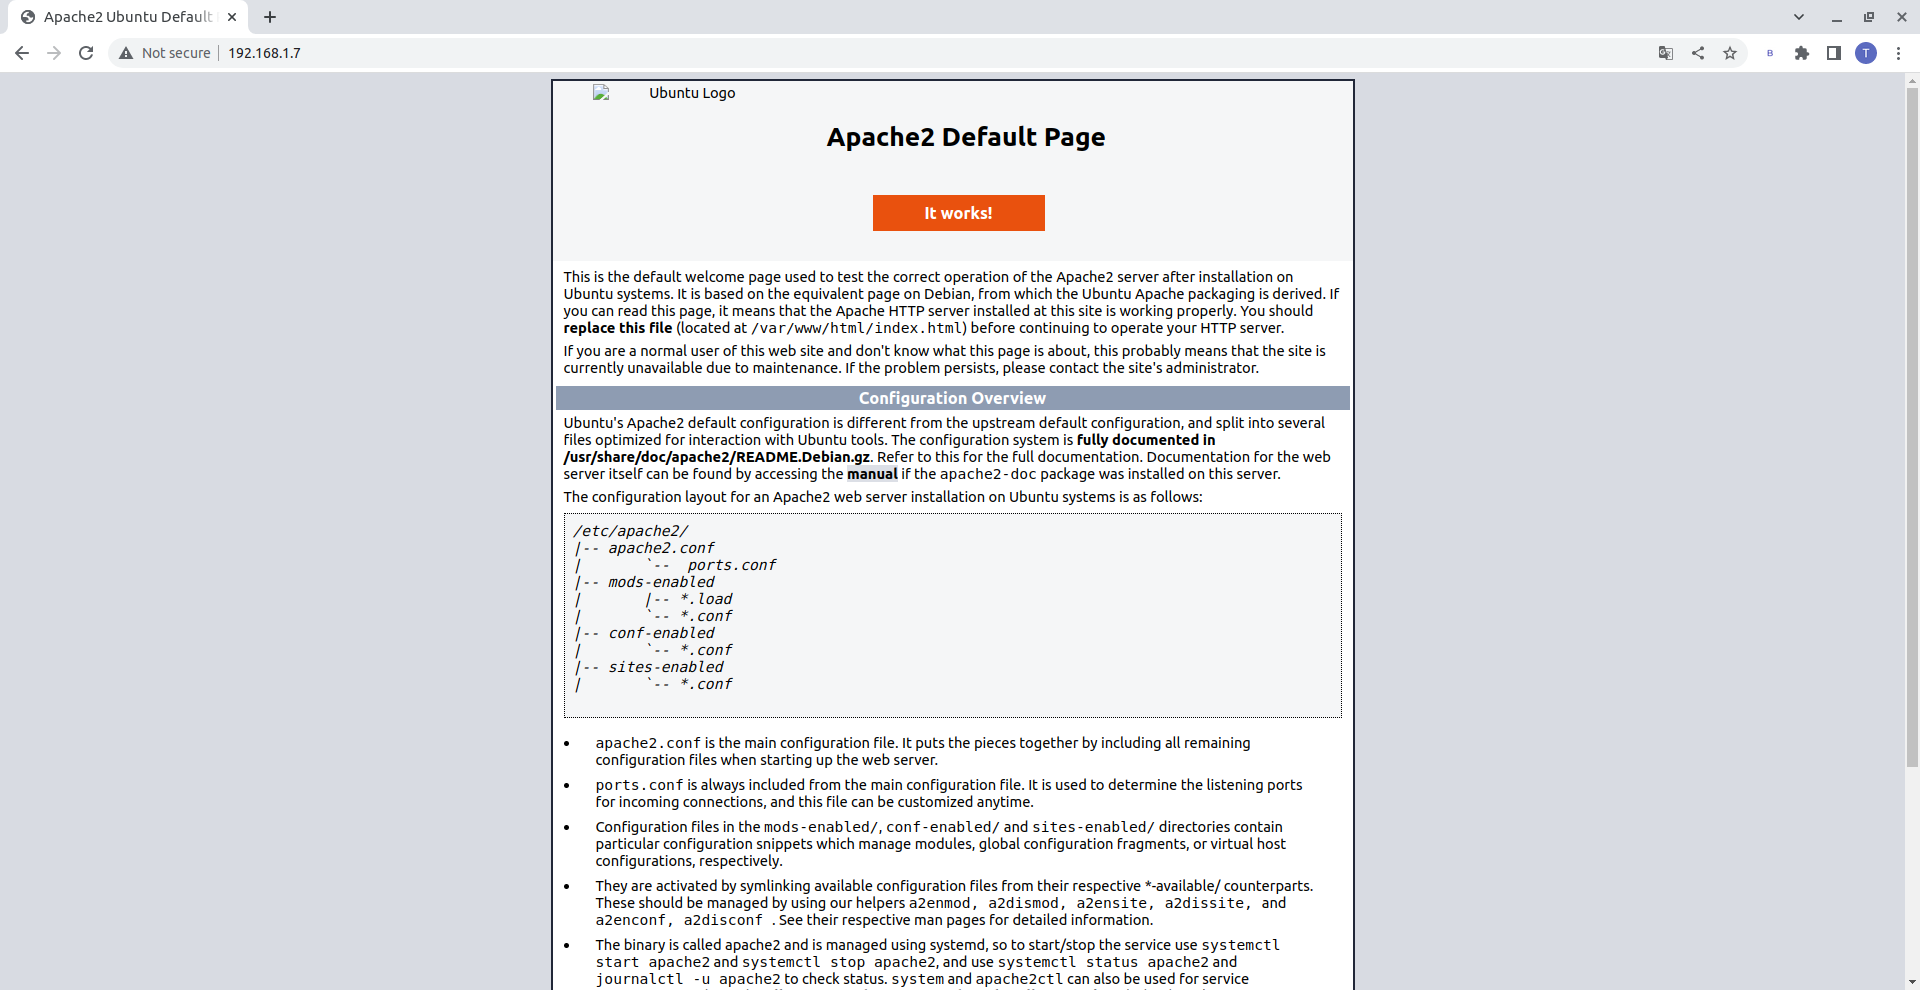 Apache2 Ubuntu Default
Not secure
192.168.1.7
B
T
Ubuntu Logo
Apache2 Default Page
It works!
This is the default welcome page used to test the correct operation of the Apache2 server after installation on
Ubuntu systems. It is based on the equivalent page on Debian, from which the Ubuntu Apache packaging is derived. If
you can read this page, it means that the Apache HTTP server installed at this site is working properly. You should
replace this file (located at /var/www/html/index.html) before continuing to operate your HTTP server.
If you are a normal user of this web site and don't know what this page is about, this probably means that the site is
currently unavailable due to maintenance. If the problem persists, please contact the site's administrator.
Configuration Overview
Ubuntu's Apache2 default configuration is different from the upstream default configuration, and split into several
files optimized for interaction with Ubuntu tools. The configuration system is fully documented in
/usr/share/doc/apache2/README.Debian.gz. Refer to this for the full documentation. Documentation for the web
server itself can be found by accessing the manual if the apache2-doc package was installed on this server.
The configuration layout for an Apache2 web server installation on Ubuntu systems is as follows:
/etc/apache2/
|-- apache2.conf
|       `--  ports.conf
|-- mods-enabled
|       |-- *.load
|       `-- *.conf
|-- conf-enabled
|       `-- *.conf
|-- sites-enabled
|       `-- *.conf
• apache2.conf is the main configuration file. It puts the pieces together by including all remaining
configuration files when starting up the web server.
• ports.conf is always included from the main configuration file. It is used to determine the listening ports
for incoming connections, and this file can be customized anytime.
• Configuration files in the mods-enabled/, conf-enabled/ and sites-enabled/ directories contain
particular configuration snippets which manage modules, global configuration fragments, or virtual host
configurations, respectively.
• They are activated by symlinking available configuration files from their respective *-available/ counterparts.
These should be managed by using our helpers a2enmod, a2dismod, a2ensite, a2dissite, and
a2enconf, a2disconf . See their respective man pages for detailed information.
• The binary is called apache2 and is managed using systemd, so to start/stop the service use systemctl
start apache2 and systemctl stop apache2, and use systemctl status apache2 and
journalctl -u apache2 to check status. system and apache2ctl can also be used for service